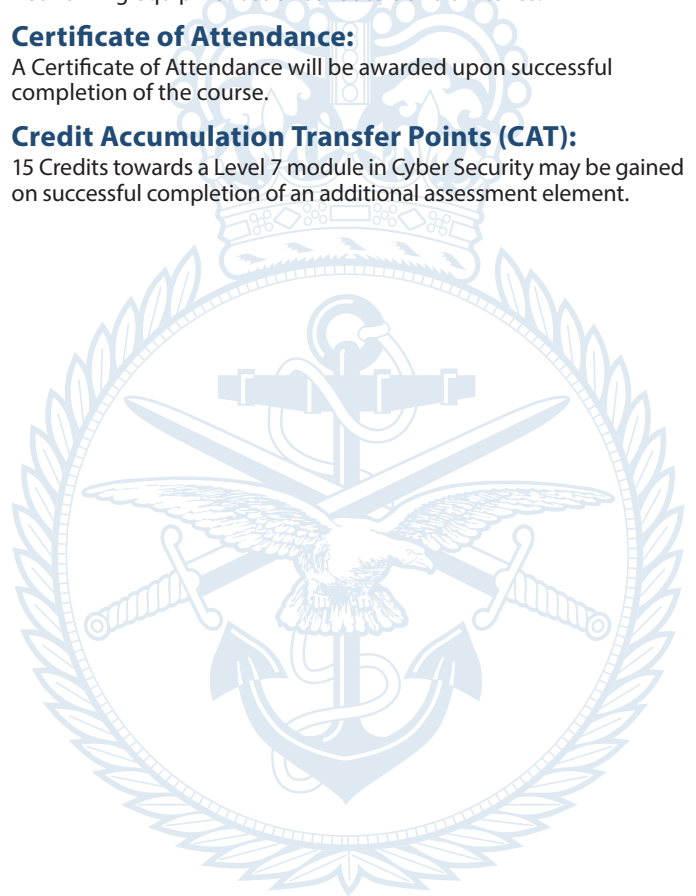 Certificate of Attendance:
A Certificate of Attendance will be awarded upon successful
completion of the course.
Credit Accumulation Transfer Points (CAT):
15 Credits towards a Level 7 module in Cyber Security may be gained
on successful completion of an additional assessment element.